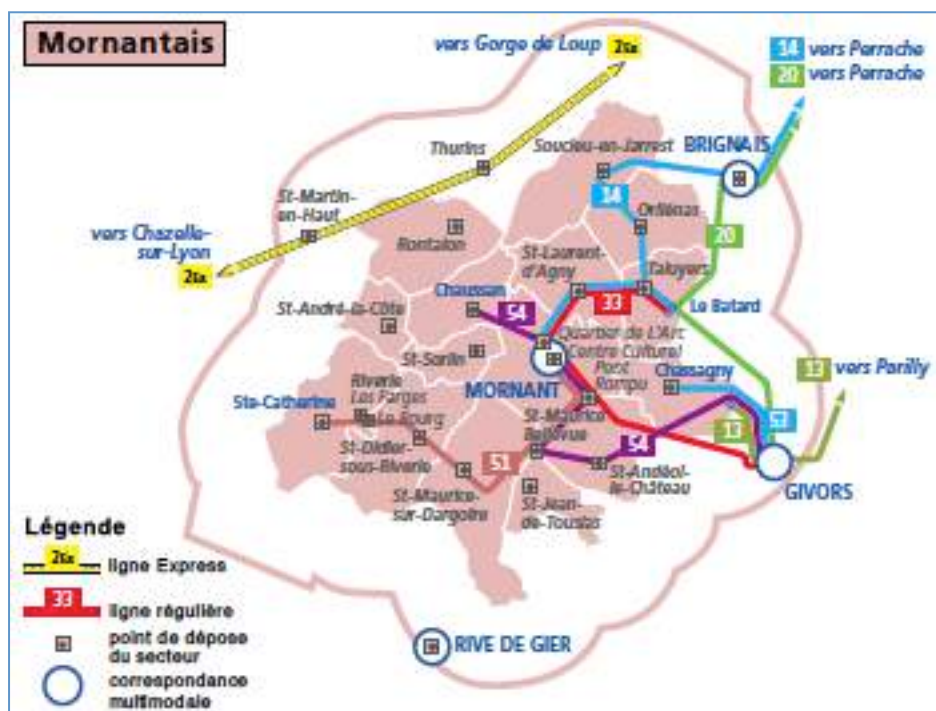 Mornantais
vers Gorge de Loup 2Ex
14 vers Perrache
20 vers Perrache
Thurins
Soucieu-en-Jarrest
BRIGNAIS
14
St-Martin-
en-Haut
Orliénas
vers Chazelle-
sur-Lyon
2Ex
Rontalon
20
St-Laurent-
d'Agny
Taluyers
Chaussan
54
33
Le Batard
St-André-la-Côte
Quartier de L'Arc
Centre Culturel
St-Sorlin
MORNANT
Pont
Rompu
Chassagny
13 vers Parilly
Riverie
Les Farges
Ste-Catherine
Le Bourg
St-Maurice
Bellevue
13
53
54
St-Didier-
sous-Riverie
51
St-Andéol-
le-Château
GIVORS
St-Maurice-
sur-Dargoire
St-Jean-
de-Touslas
Légende
2Ex
ligne Express
33
ligne régulière
point de dépose
du secteur
RIVE DE GIER
correspondance
multimodale